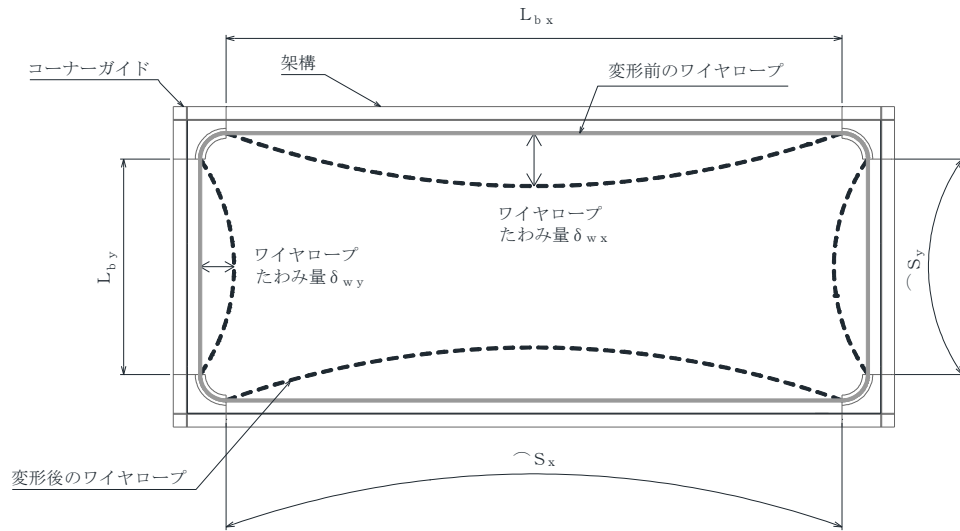 L b x
コーナーガイド
架構
変形前のワイヤロープ
ワイヤロープ
たわみ量δ w x
ワイヤロープ
たわみ量δ w y
L b y
⌒S y
⌒S x
変形後のワイヤロープ